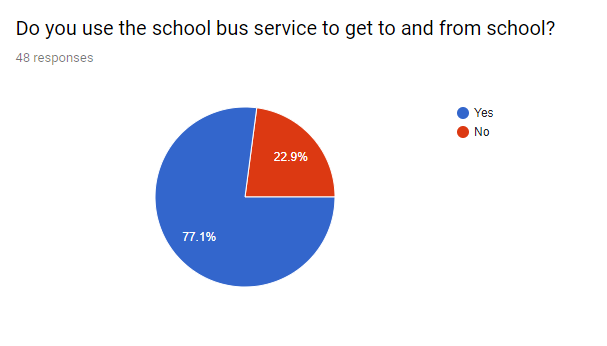 Do you use the school bus service to get to and from school?
48 responses
Yes
No
22.9%
77.1%